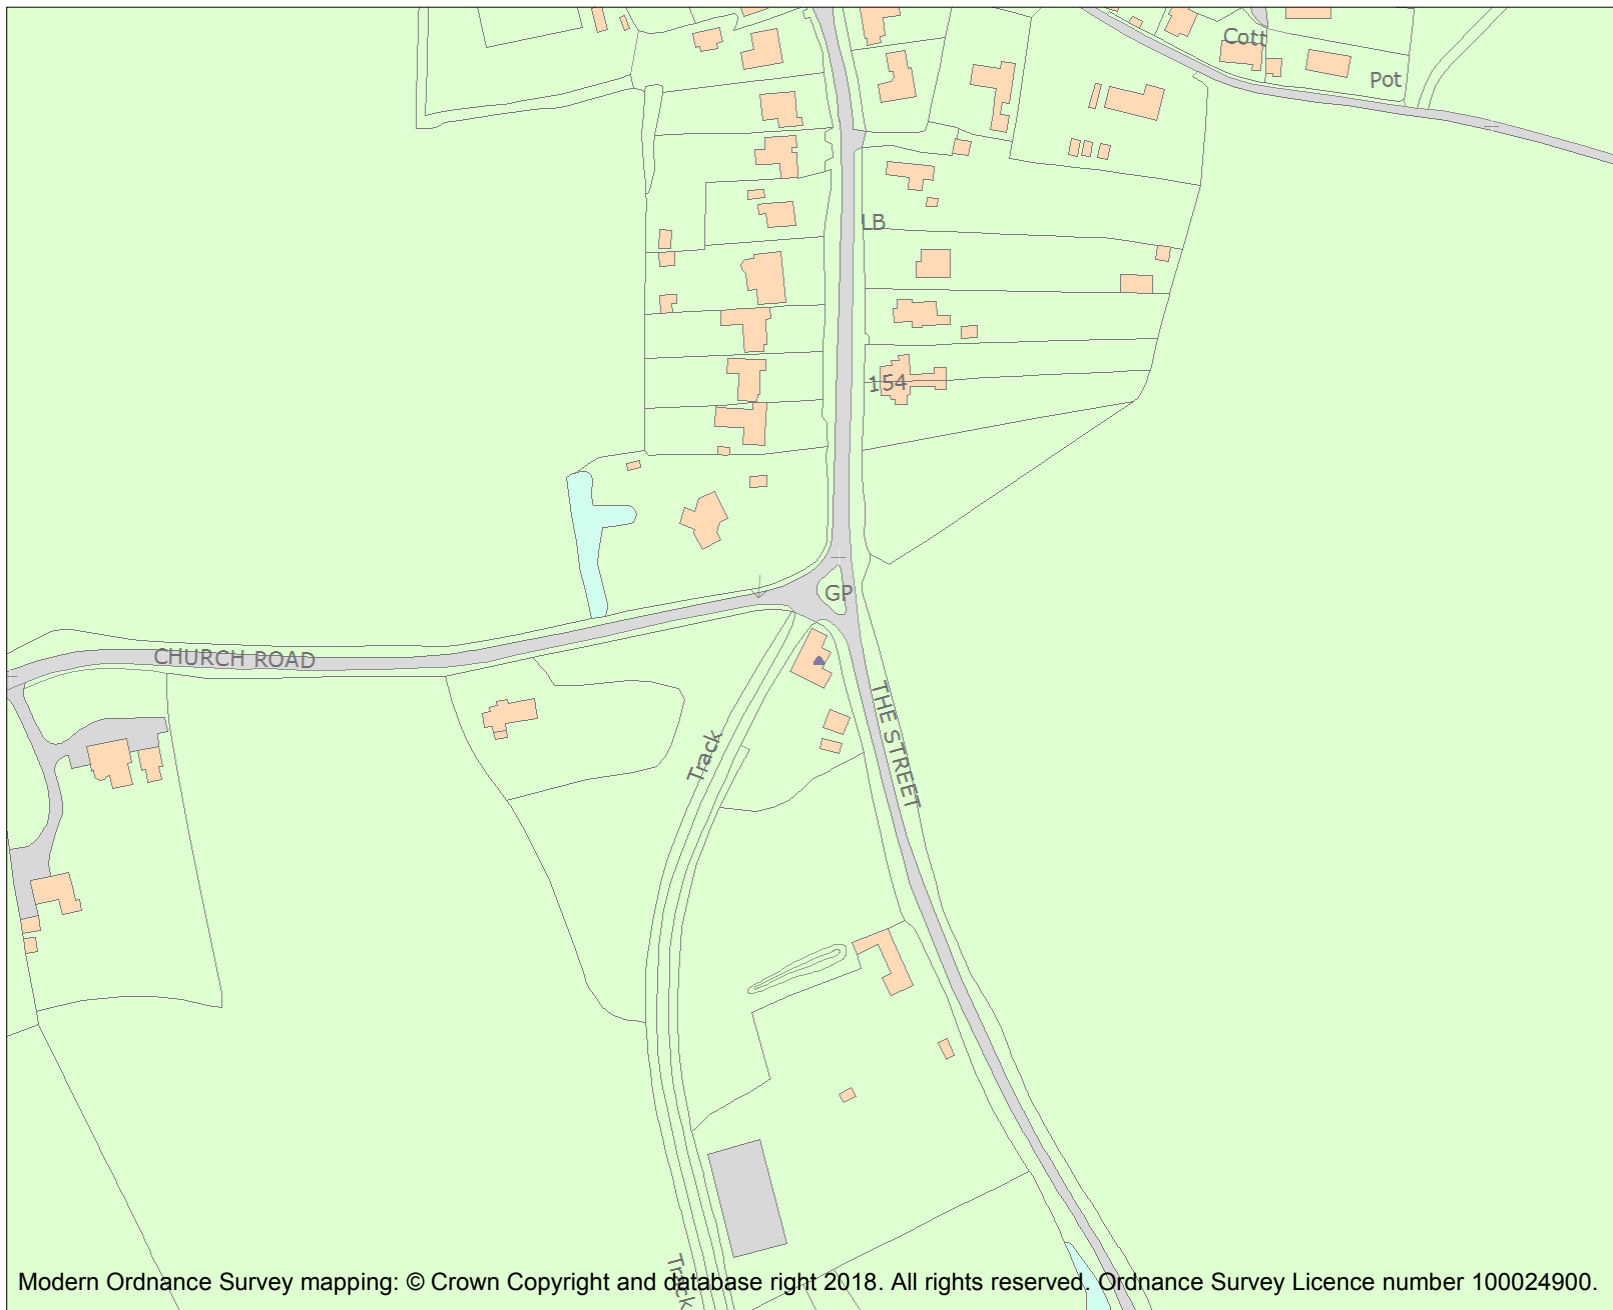 Cott
Pot
LB
154
GP
CHURCH ROAD
THE STREET
Track
Track
Modern Ordnance Survey mapping: © Crown Copyright and database right 2018. All rights reserved. Ordnance Survey Licence number 100024900.